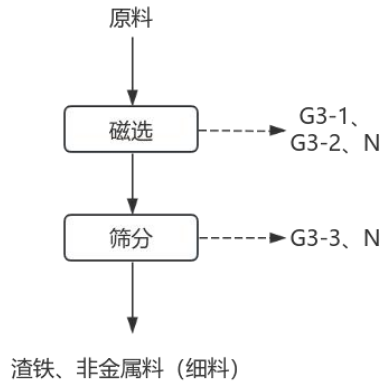 原料
磁选
G3-1、
G3-2、N
筛分
G3-3、N
渣铁、非金属料（细料）